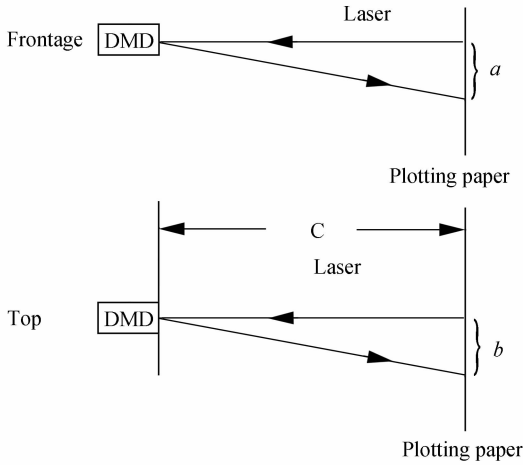 Laser
Frontage DMD
a
Plotting paper
C
Laser
Top DMD
b
Plotting paper